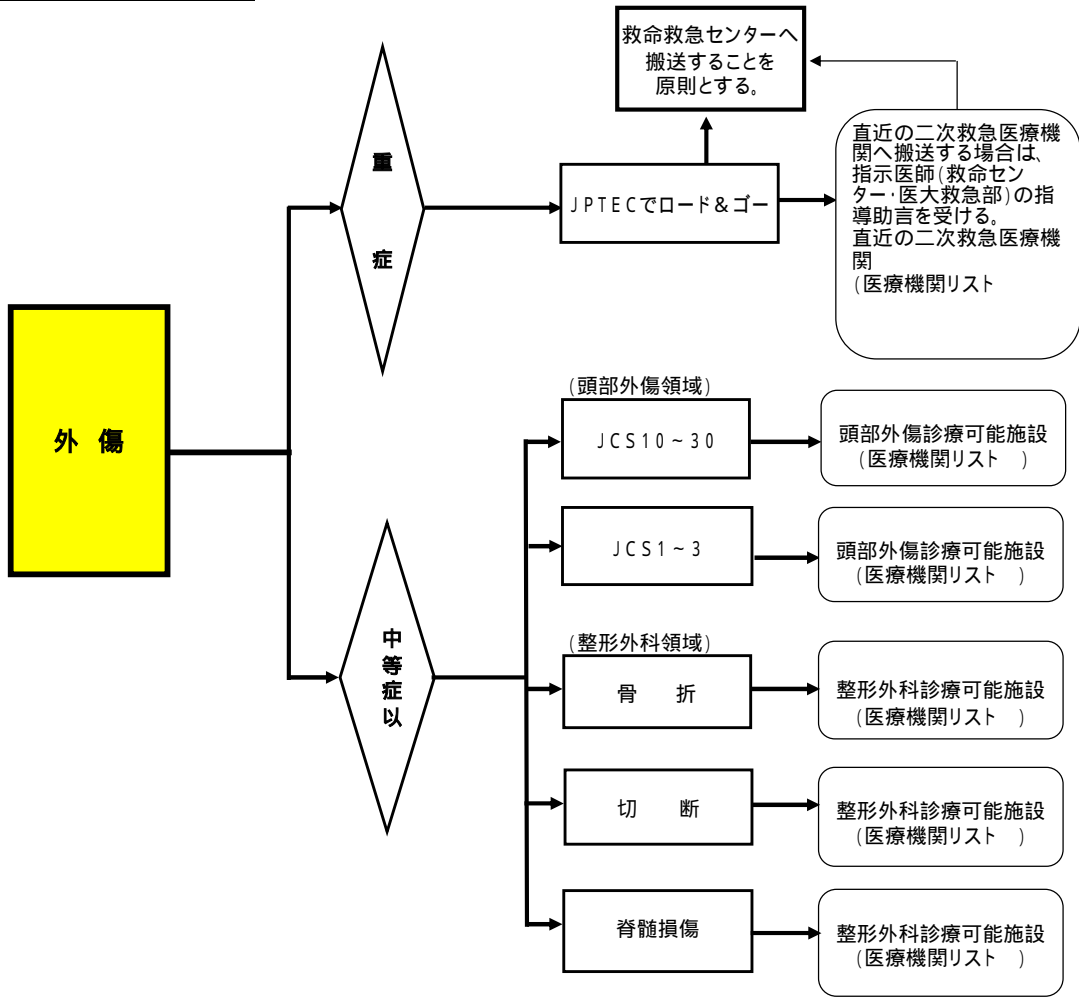 救命救急センターへ
搬送することを
原則とする。
重
症
JPTECでロード&ゴー
直近の二次救急医療機
関へ搬送する場合は、
指示医師(救命セン
ター・医大救急部)の指
導助言を受ける。
直近の二次救急医療機
関
(医療機関リスト
外 傷
(頭部外傷領域)
JCS10~30
頭部外傷診療可能施設
(医療機関リスト )
JCS1~3
頭部外傷診療可能施設
(医療機関リスト )
中
等
症
以
(整形外科領域)
骨 折
整形外科診療可能施設
(医療機関リスト )
切 断
整形外科診療可能施設
(医療機関リスト )
脊髄損傷
整形外科診療可能施設
(医療機関リスト )